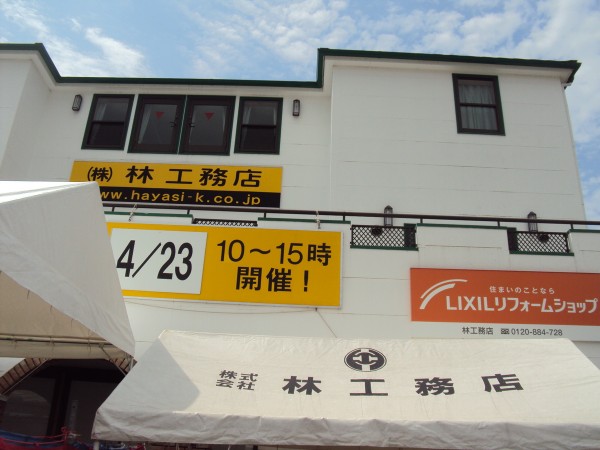 ㈱ 林 工務店
www.hayasi-k.co.jp
4/23
10～15時
開催！
住まいのことなら
LIXILリフォームショップ
林工務店 0120-884-728
株式会社 林工務店